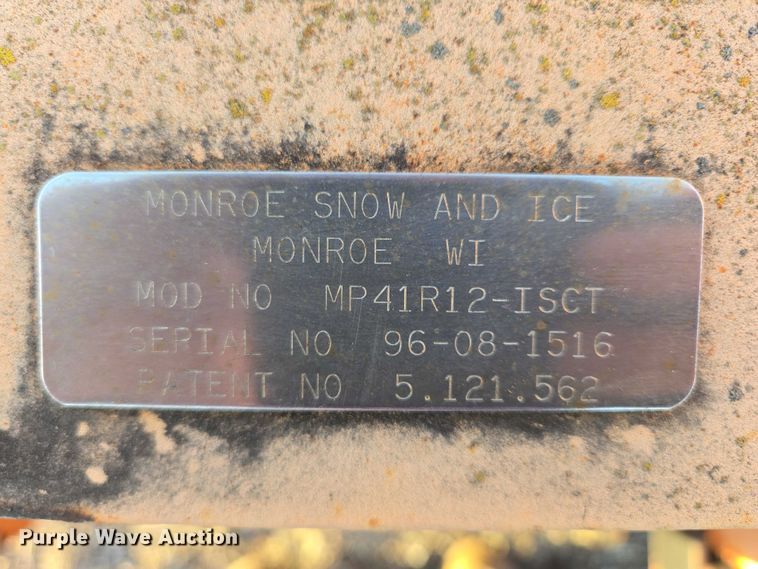 MONROE SNOW AND ICE
MONROE WI
MOD NO MP41R12-ISCT
SERIAL NO 96-08-1516
PATENT NO 5.121.562
Purple Wave Auction